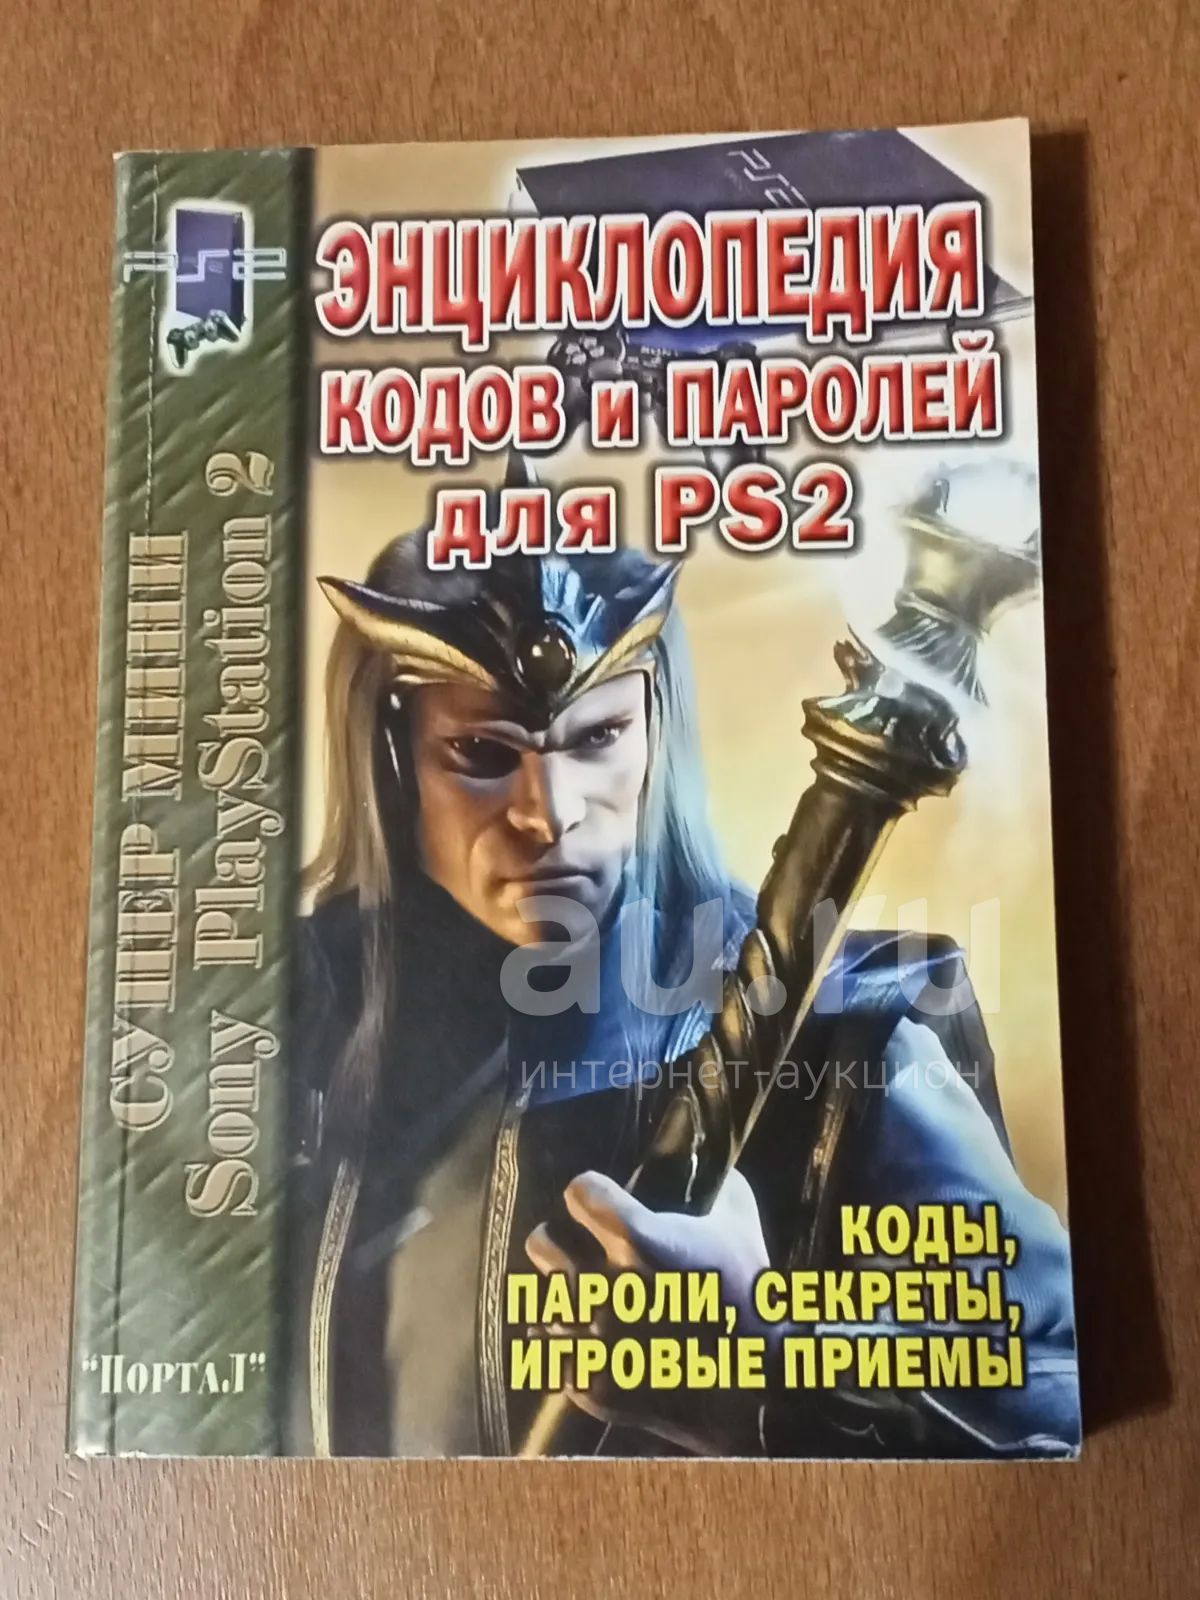 PS2
ЭНЦИКЛОПЕДИЯ
КОДОВ и ПАРОЛЕЙ
для PS2
PS2
СУПЕР МИНИ
Sony PlayStation 2
au.ru
интернет-аукцион
КОДЫ,
ПАРОЛИ, СЕКРЕТЫ,
ИГРОВЫЕ ПРИЕМЫ
"ПОРТАЛ"